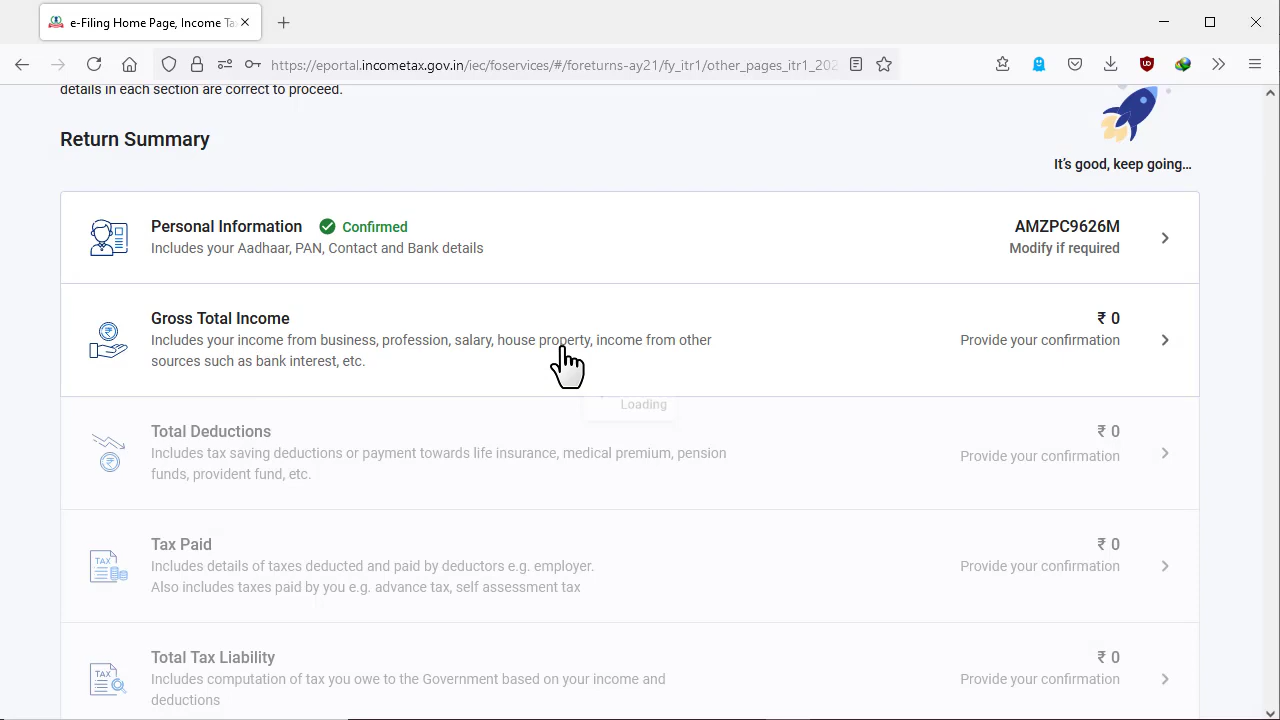 e-Filing Home Page, Income Ta
https://eportal.incometax.gov.in/iec/foservices/#/foreturns-ay21/fy_itr1/other_pages_itr1_202
details in each section are correct to proceed.
It's good, keep going...
Return Summary
Personal Information Confirmed
Includes your Aadhaar, PAN, Contact and Bank details
AMZPC9626M
Modify if required
Gross Total Income
Includes your income from business, profession, salary, house property, income from other
sources such as bank interest, etc.
₹ 0
Provide your confirmation
Loading
Total Deductions
Includes tax saving deductions or payment towards life insurance, medical premium, pension
funds, provident fund, etc.
₹ 0
Provide your confirmation
Tax Paid
Includes details of taxes deducted and paid by deductors e.g. employer.
Also includes taxes paid by you e.g. advance tax, self assessment tax
₹ 0
Provide your confirmation
Total Tax Liability
Includes computation of tax you owe to the Government based on your income and
deductions
₹ 0
Provide your confirmation